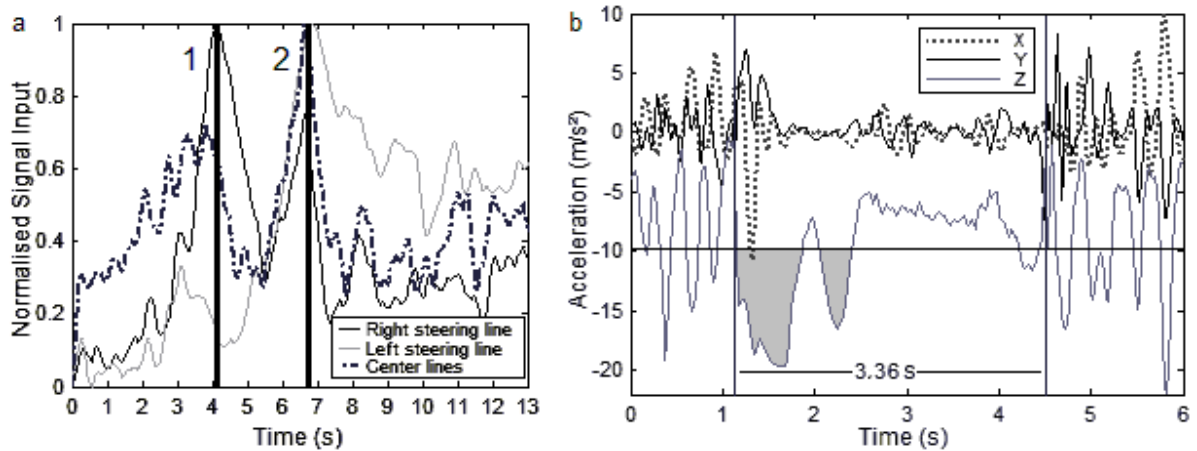 a
Normalised Signal Input
1
0.8
0.6
0.4
0.2
0
1
2
Right steering line
Left steering line
Center lines
0 1 2 3 4 5 6 7 8 9 10 11 12 13
Time (s)
b
Acceleration (m/s²)
10
5
0
-5
-10
-15
-20
X
Y
Z
3.36 s
0 1 2 3 4 5 6
Time (s)